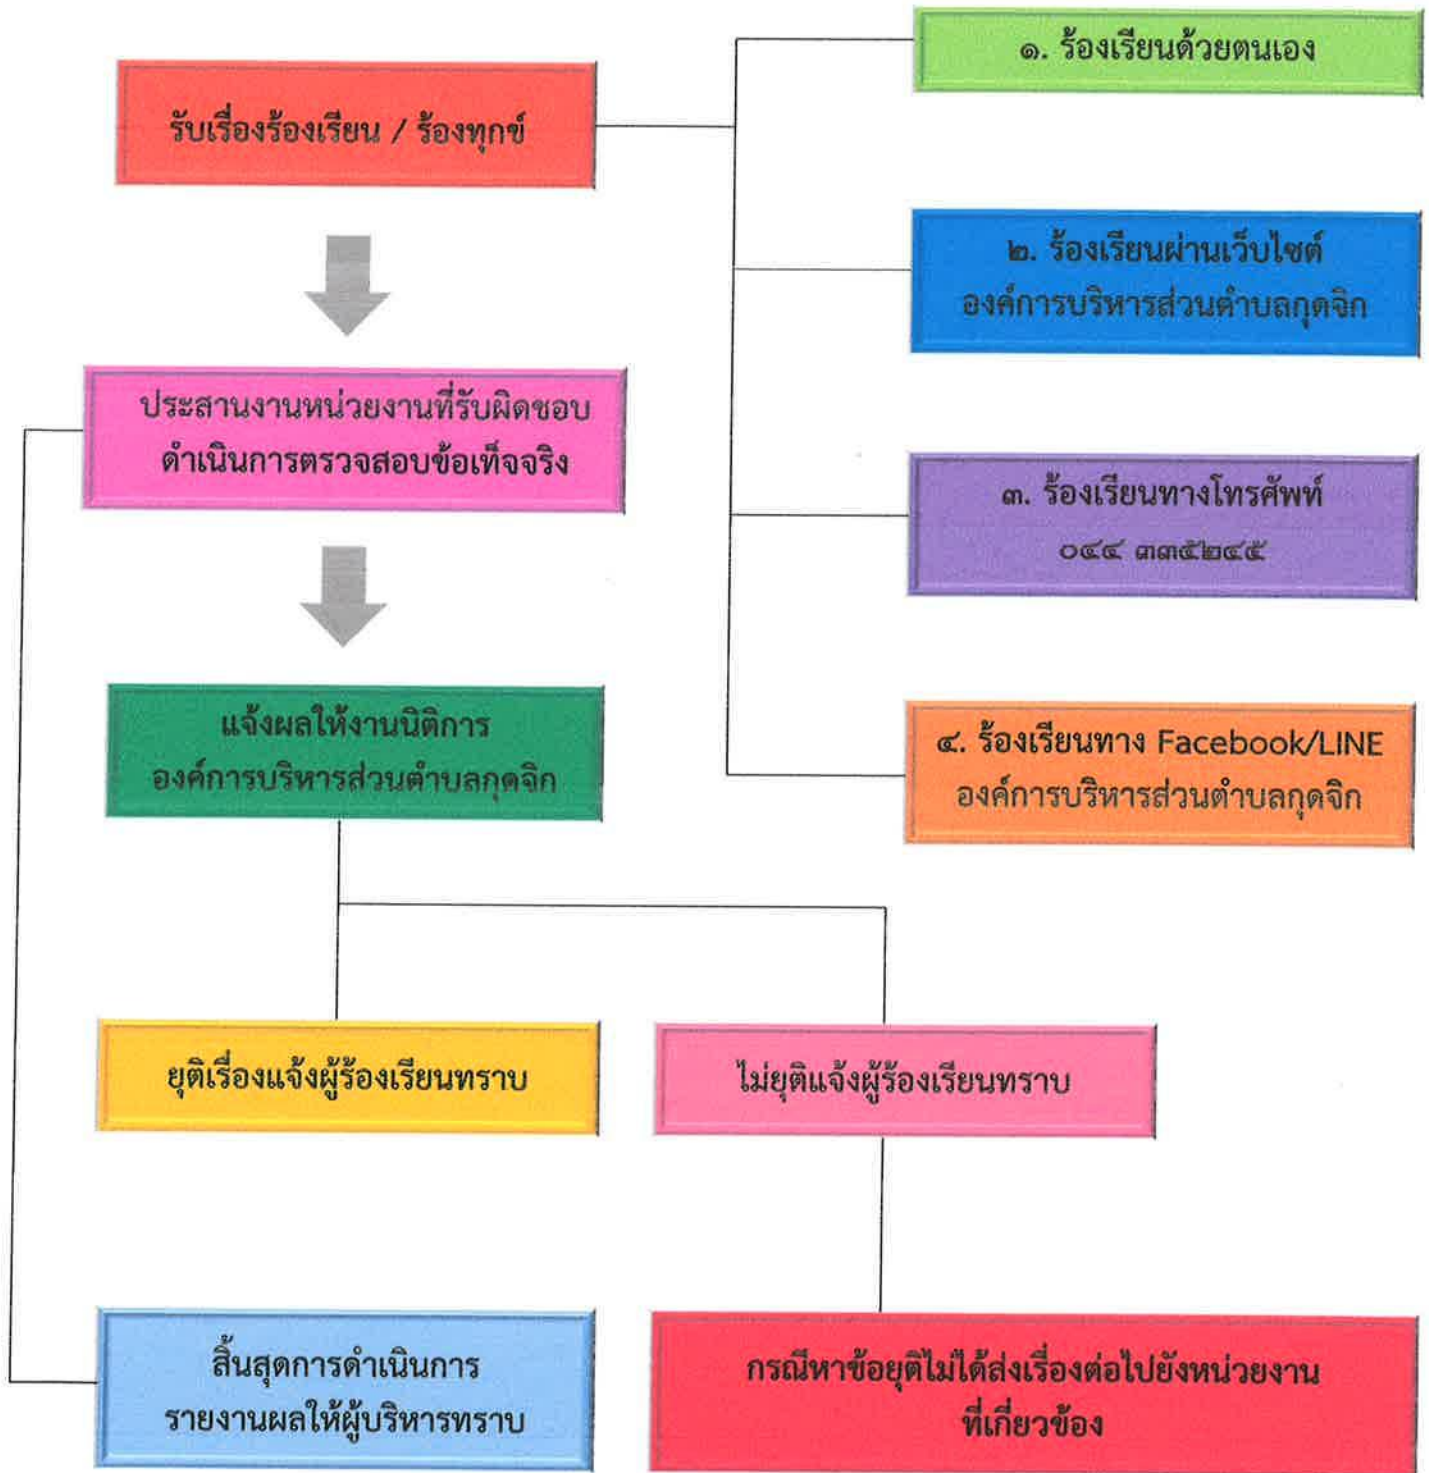 รับเรื่องร้องเรียน / ร้องทุกข์
๑. ร้องเรียนด้วยตนเอง
๒. ร้องเรียนผ่านเว็บไซต์
องค์การบริหารส่วนตำบลกุดจิก
๓. ร้องเรียนทางโทรศัพท์
๐๔๔ ๓๓๕๒๔๕
๔. ร้องเรียนทาง Facebook/LINE
องค์การบริหารส่วนตำบลกุดจิก
ประสานงานหน่วยงานที่รับผิดชอบ
ดำเนินการตรวจสอบข้อเท็จจริง
แจ้งผลให้งานนิติการ
องค์การบริหารส่วนตำบลกุดจิก
ยุติเรื่องแจ้งผู้ร้องเรียนทราบ
ไม่ยุติแจ้งผู้ร้องเรียนทราบ
สิ้นสุดการดำเนินการ
รายงานผลให้ผู้บริหารทราบ
กรณีหาข้อยุติไม่ได้ส่งเรื่องต่อไปยังหน่วยงาน
ที่เกี่ยวข้อง